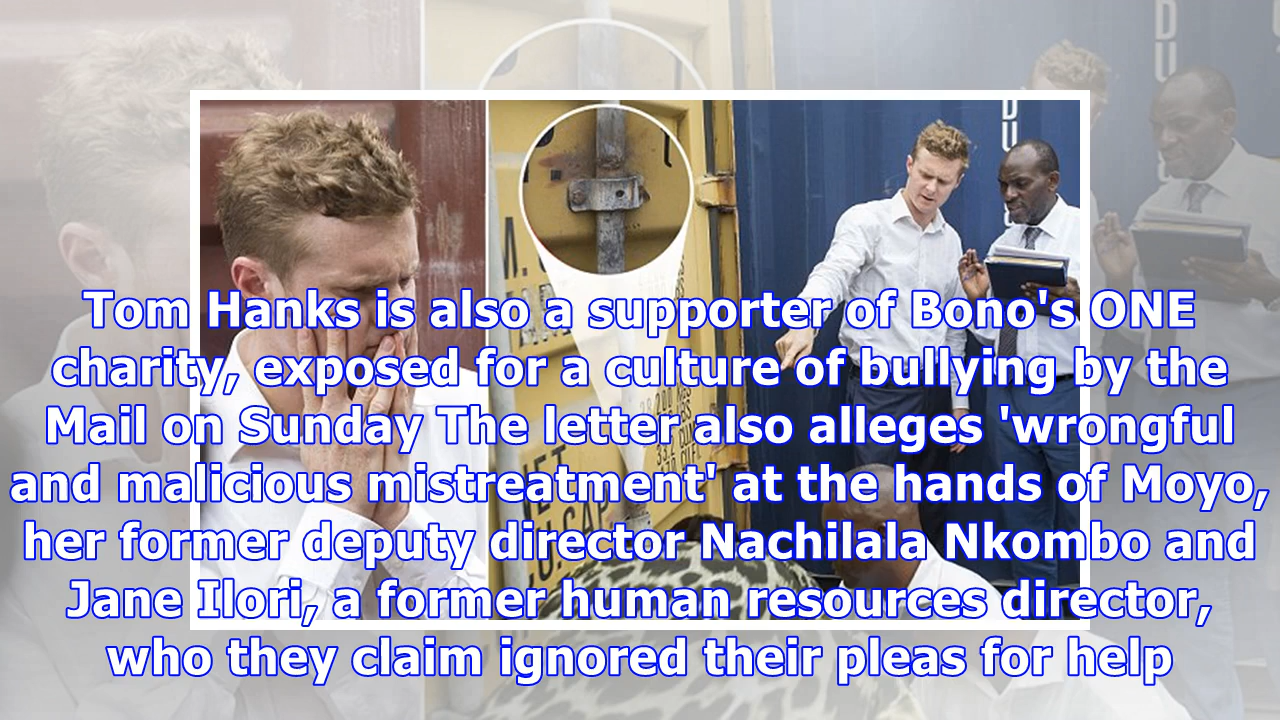 Tom Hanks is also a supporter of Bono's ONE
charity, exposed for a culture of bullying by the
Mail on Sunday The letter also alleges 'wrongful
and malicious mistreatment' at the hands of Moyo,
her former deputy director Nachilala Nkombo and
Jane Ilori, a former human resources director,
who they claim ignored their pleas for help